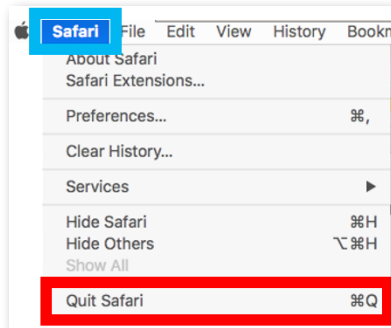 Safari File Edit View History Bookm
About Safari
Safari Extensions...
Preferences... ⌘,
Clear History...
Services ▶
Hide Safari ⌘H
Hide Others ⌥⌘H
Show All
Quit Safari ⌘Q